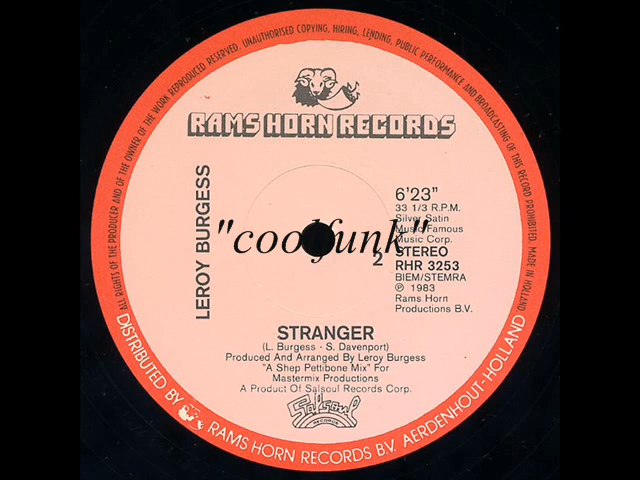 ALL RIGHTS OF THE PRODUCER AND OF THE OWNER OF THE WORK REPRODUCED RESERVED. UNAUTHORISED COPYING, HIRING, LENDING, PUBLIC PERFORMANCE AND BROADCASTING OF THIS RECORD PROHIBITED. MADE IN HOLLAND
RAMS HORN RECORDS
LEROY BURGESS
6'23"
33 1/3 R.P.M.
Silver Satin
Music/Famous
Music Corp.
"coolfunk"
2
STEREO
RHR 3253
BIEM/STEMRA
℗ 1983
Rams Horn
Productions B.V.
STRANGER
(L. Burgess - S. Davenport)
Produced And Arranged By Leroy Burgess
"A Shep Pettibone Mix" For
Mastermix Productions
A Product Of Salsoul Records Corp.
Salsoul
RECORDS
DISTRIBUTED BY RAMS HORN RECORDS B.V. AERDENHOUT-HOLLAND